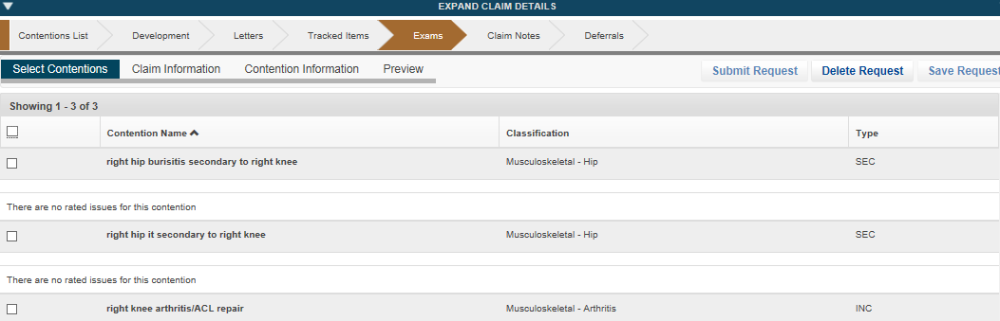 EXPAND CLAIM DETAILS
Contentions List Development Letters Tracked Items Exams Claim Notes Deferrals
Select Contentions Claim Information Contention Information Preview Submit Request Delete Request Save Request
Showing 1 - 3 of 3
Contention Name Classification Type
right hip burisitis secondary to right knee Musculoskeletal - Hip SEC
There are no rated issues for this contention
right hip it secondary to right knee Musculoskeletal - Hip SEC
There are no rated issues for this contention
right knee arthritis/ACL repair Musculoskeletal - Arthritis INC